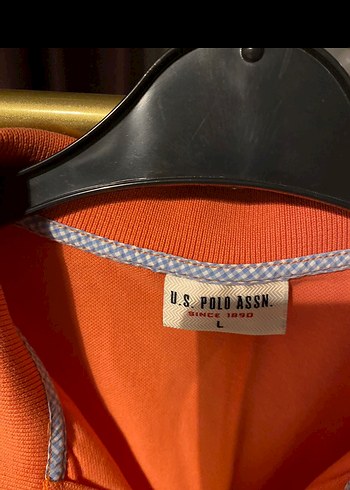 U.S. POLO ASSN.
SINCE 1890
L